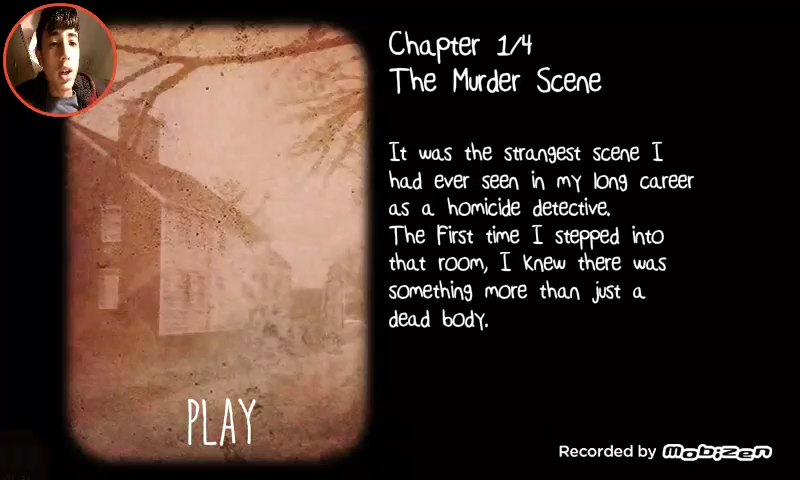 Chapter 1/4
The Murder Scene
It was the strangest scene I
had ever seen in my long career
as a homicide detective.
The First time I stepped into
that room, I knew there was
something more than just a
dead body.
PLAY
Recorded by mobizen